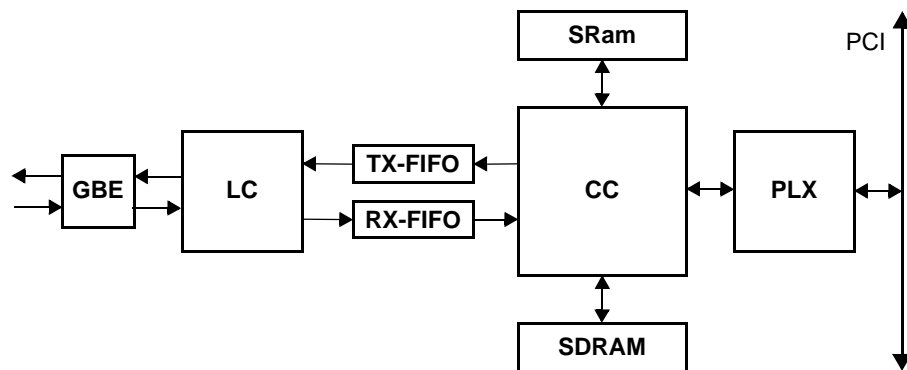 SRam
PCI
TX-FIFO
GBE
LC
CC
PLX
RX-FIFO
SDRAM